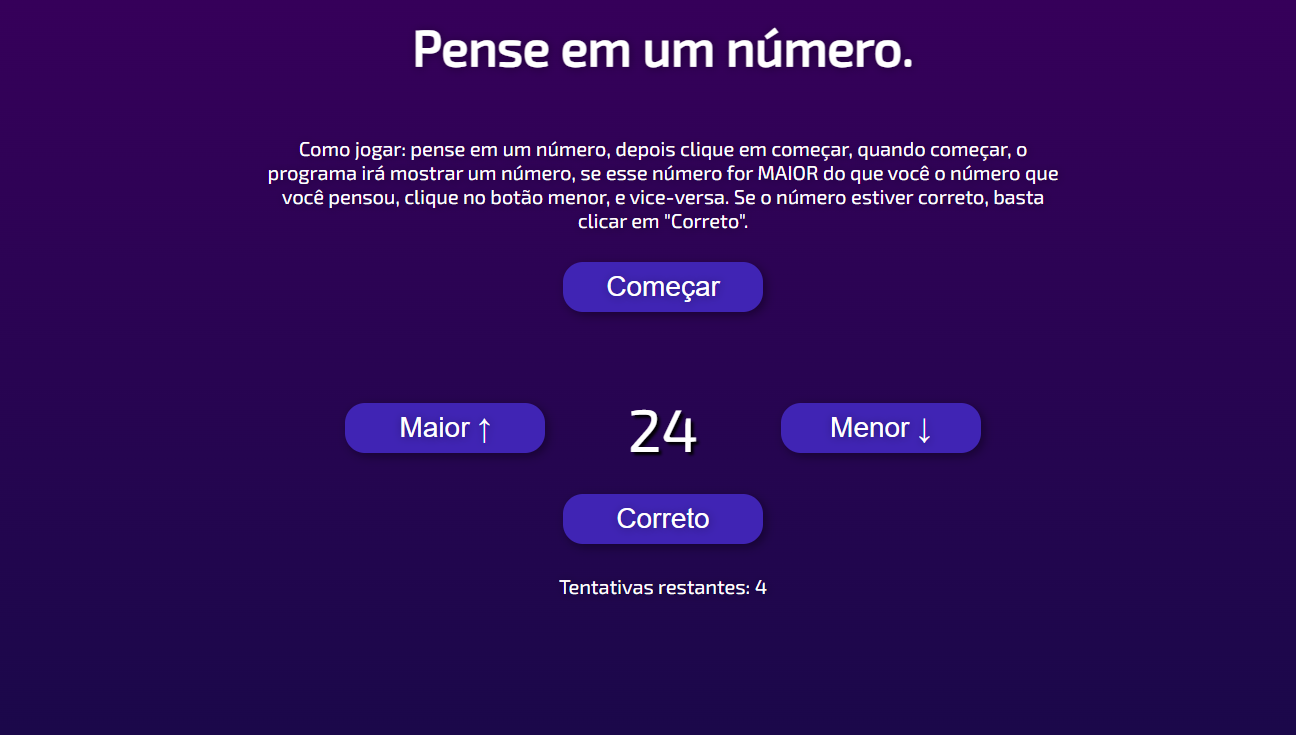 Pense em um número.
Como jogar: pense em um número, depois clique em começar, quando começar, o
programa irá mostrar um número, se esse número for MAIOR do que você o número que
você pensou, clique no botão menor, e vice-versa. Se o número estiver correto, basta
clicar em "Correto".
Começar
Maior ↑
24
Menor ↓
Correto
Tentativas restantes: 4